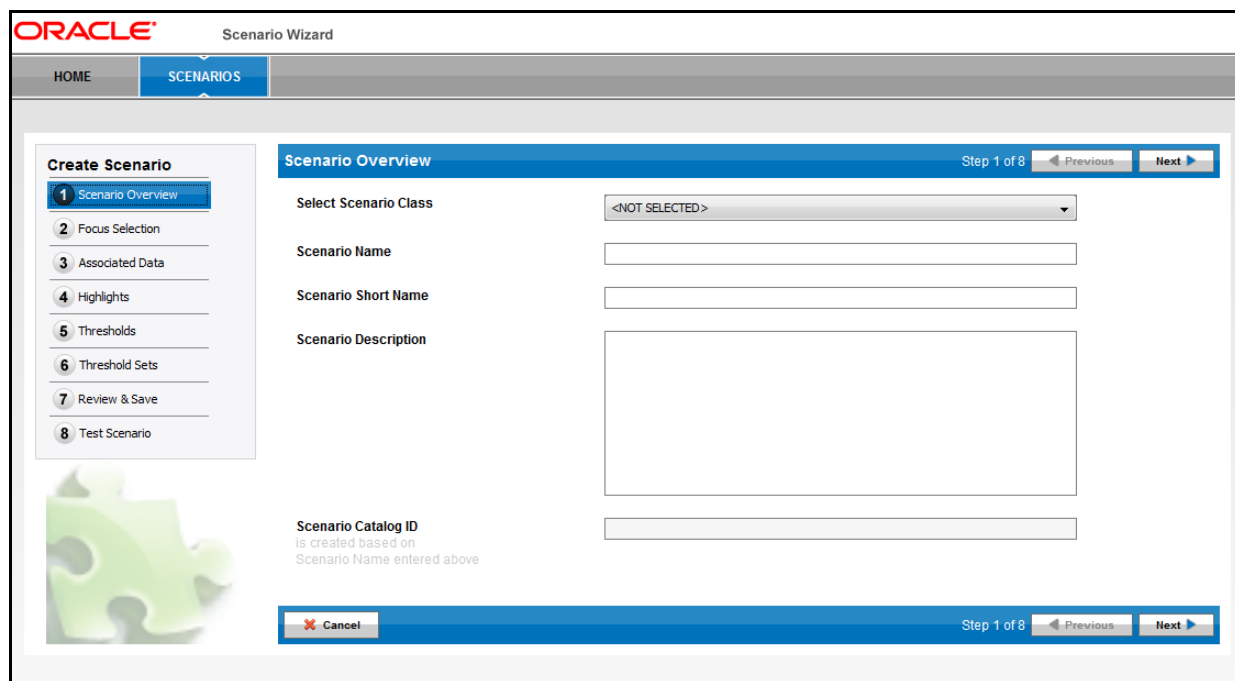 ORACLE
Scenario Wizard
HOME
SCENARIOS
Create Scenario
1 Scenario Overview
2 Focus Selection
3 Associated Data
4 Highlights
5 Thresholds
6 Threshold Sets
7 Review & Save
8 Test Scenario
Scenario Overview
Step 1 of 8
Previous
Next
Select Scenario Class
<NOT SELECTED>
Scenario Name
Scenario Short Name
Scenario Description
Scenario Catalog ID
is created based on
Scenario Name entered above
Cancel
Step 1 of 8
Previous
Next